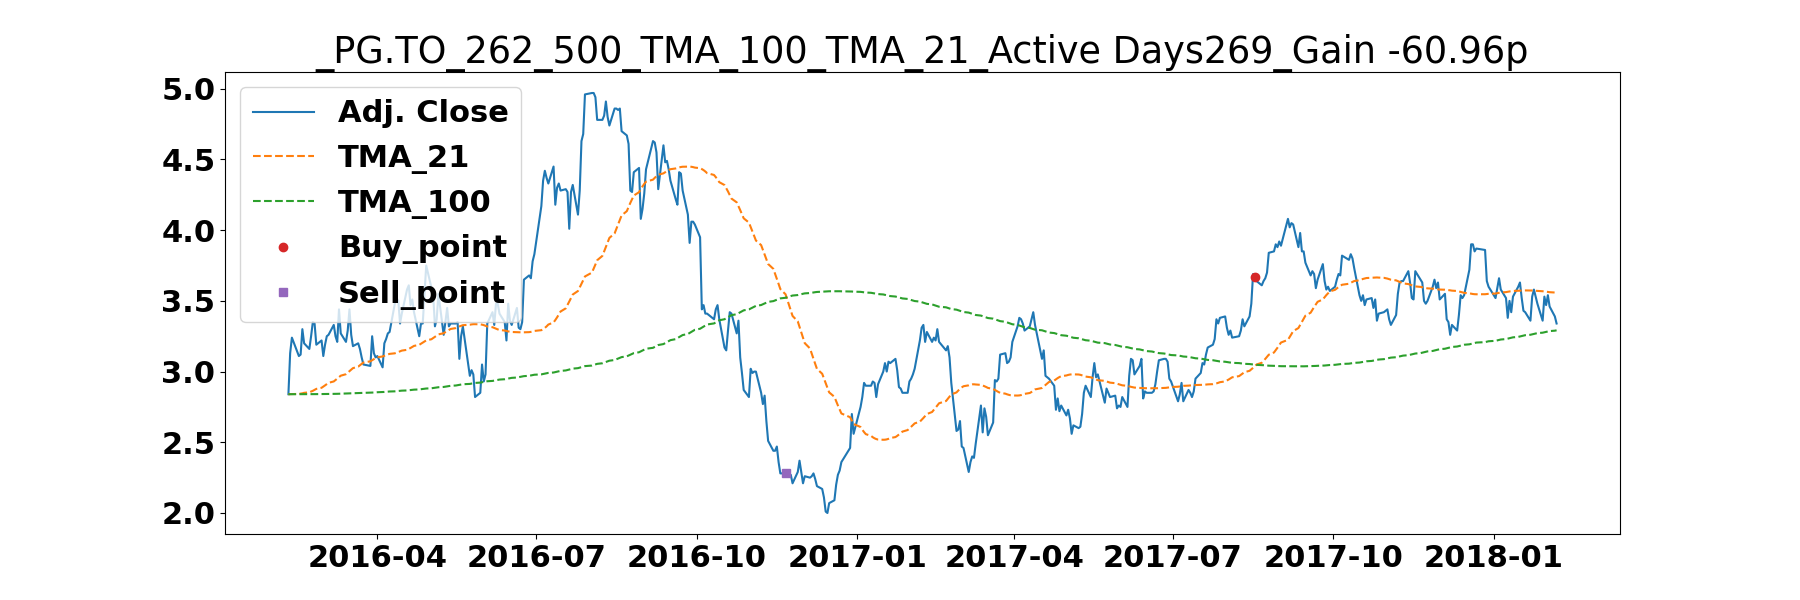 _PG.TO_262_500_TMA_100_TMA_21_Active Days269_Gain -60.96p
5.0
4.5
4.0
3.5
3.0
2.5
2.0
Adj. Close
TMA_21
TMA_100
Buy_point
Sell_point
2016-04 2016-07 2016-10 2017-01 2017-04 2017-07 2017-10 2018-01